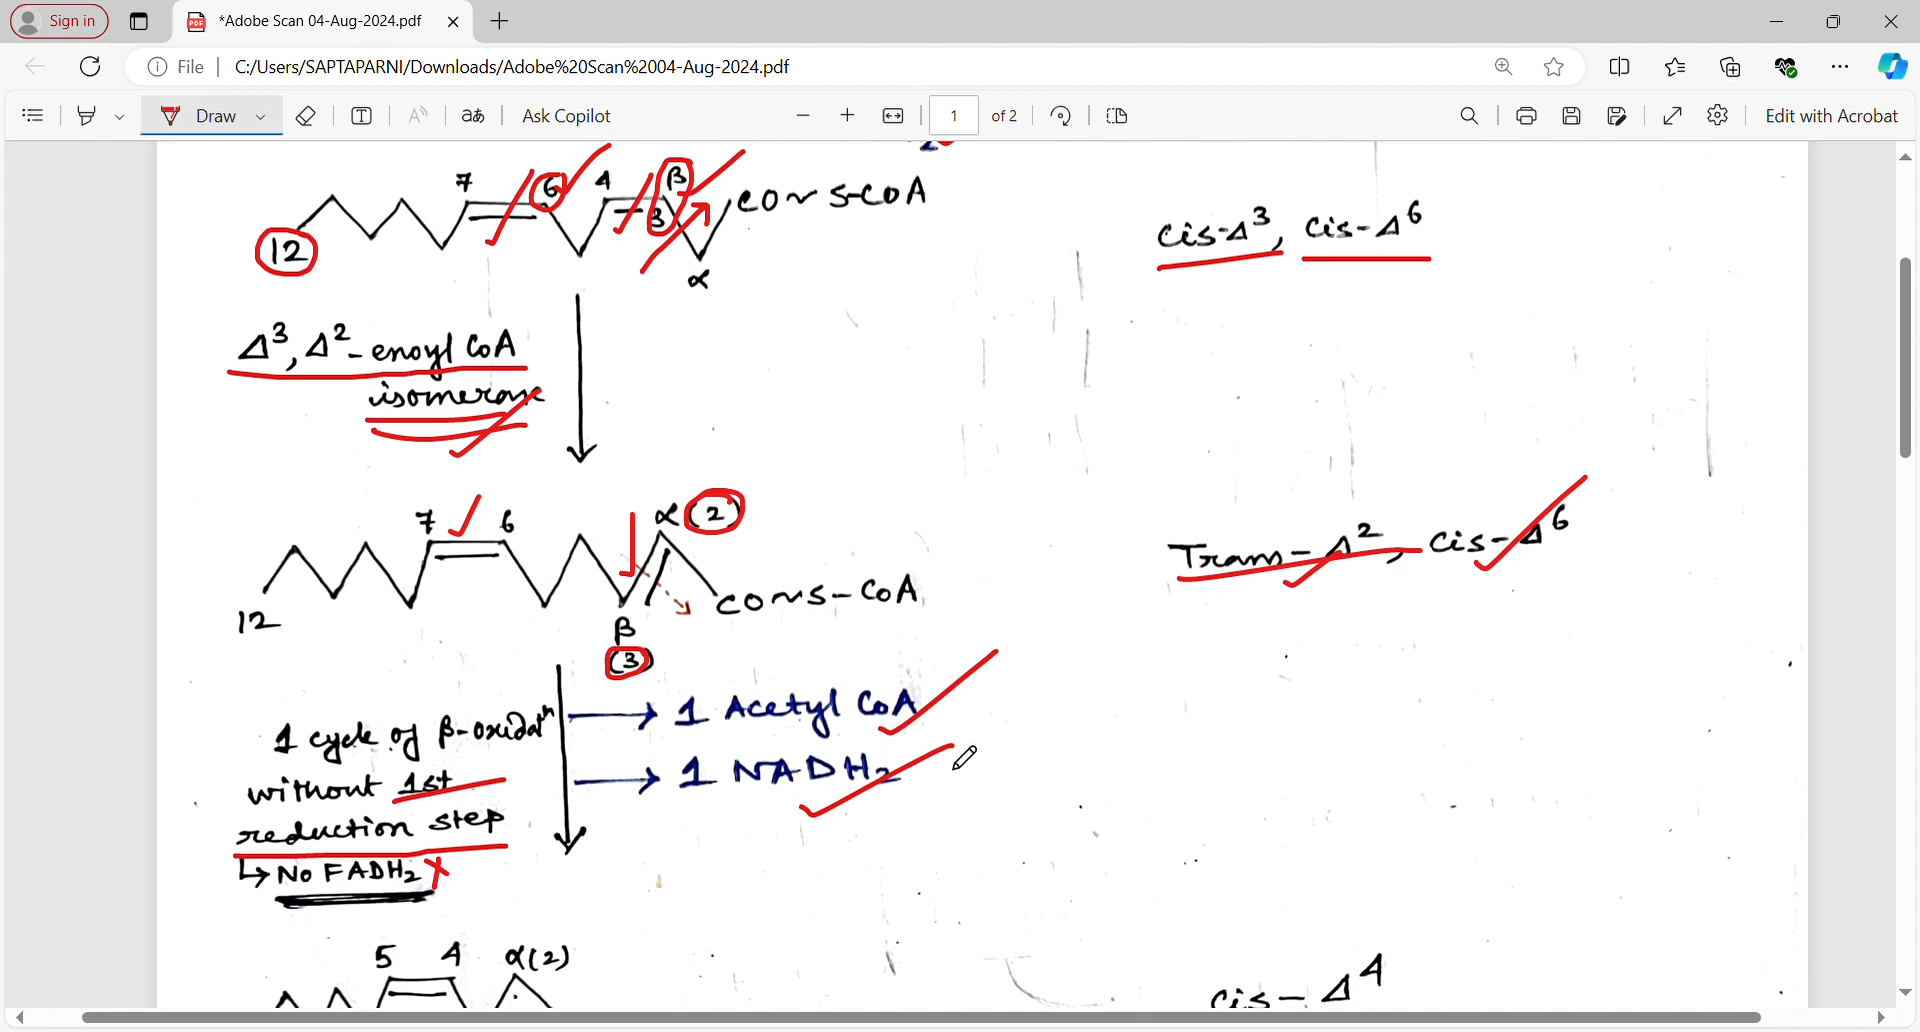 Sign in
*Adobe Scan 04-Aug-2024.pdf
File
C:/Users/SAPTAPARNI/Downloads/Adobe%20Scan%2004-Aug-2024.pdf
Draw
T
aあ
Ask Copilot
1 of 2
Edit with Acrobat
7 6 4 β
3
CO~S-CoA
12
α
Cis-Δ³, Cis-Δ⁶
Δ³, Δ²-enoyl CoA
isomerase
7 6 α (2)
CO~S-CoA
12
β
(3)
Trans-Δ², Cis-Δ⁶
1 cycle of β-oxidatⁿ
without 1st
reduction step
↳ No FADH₂
→ 1 Acetyl CoA
→ 1 NADH₂
5 4 α(2)
Cis-Δ⁴